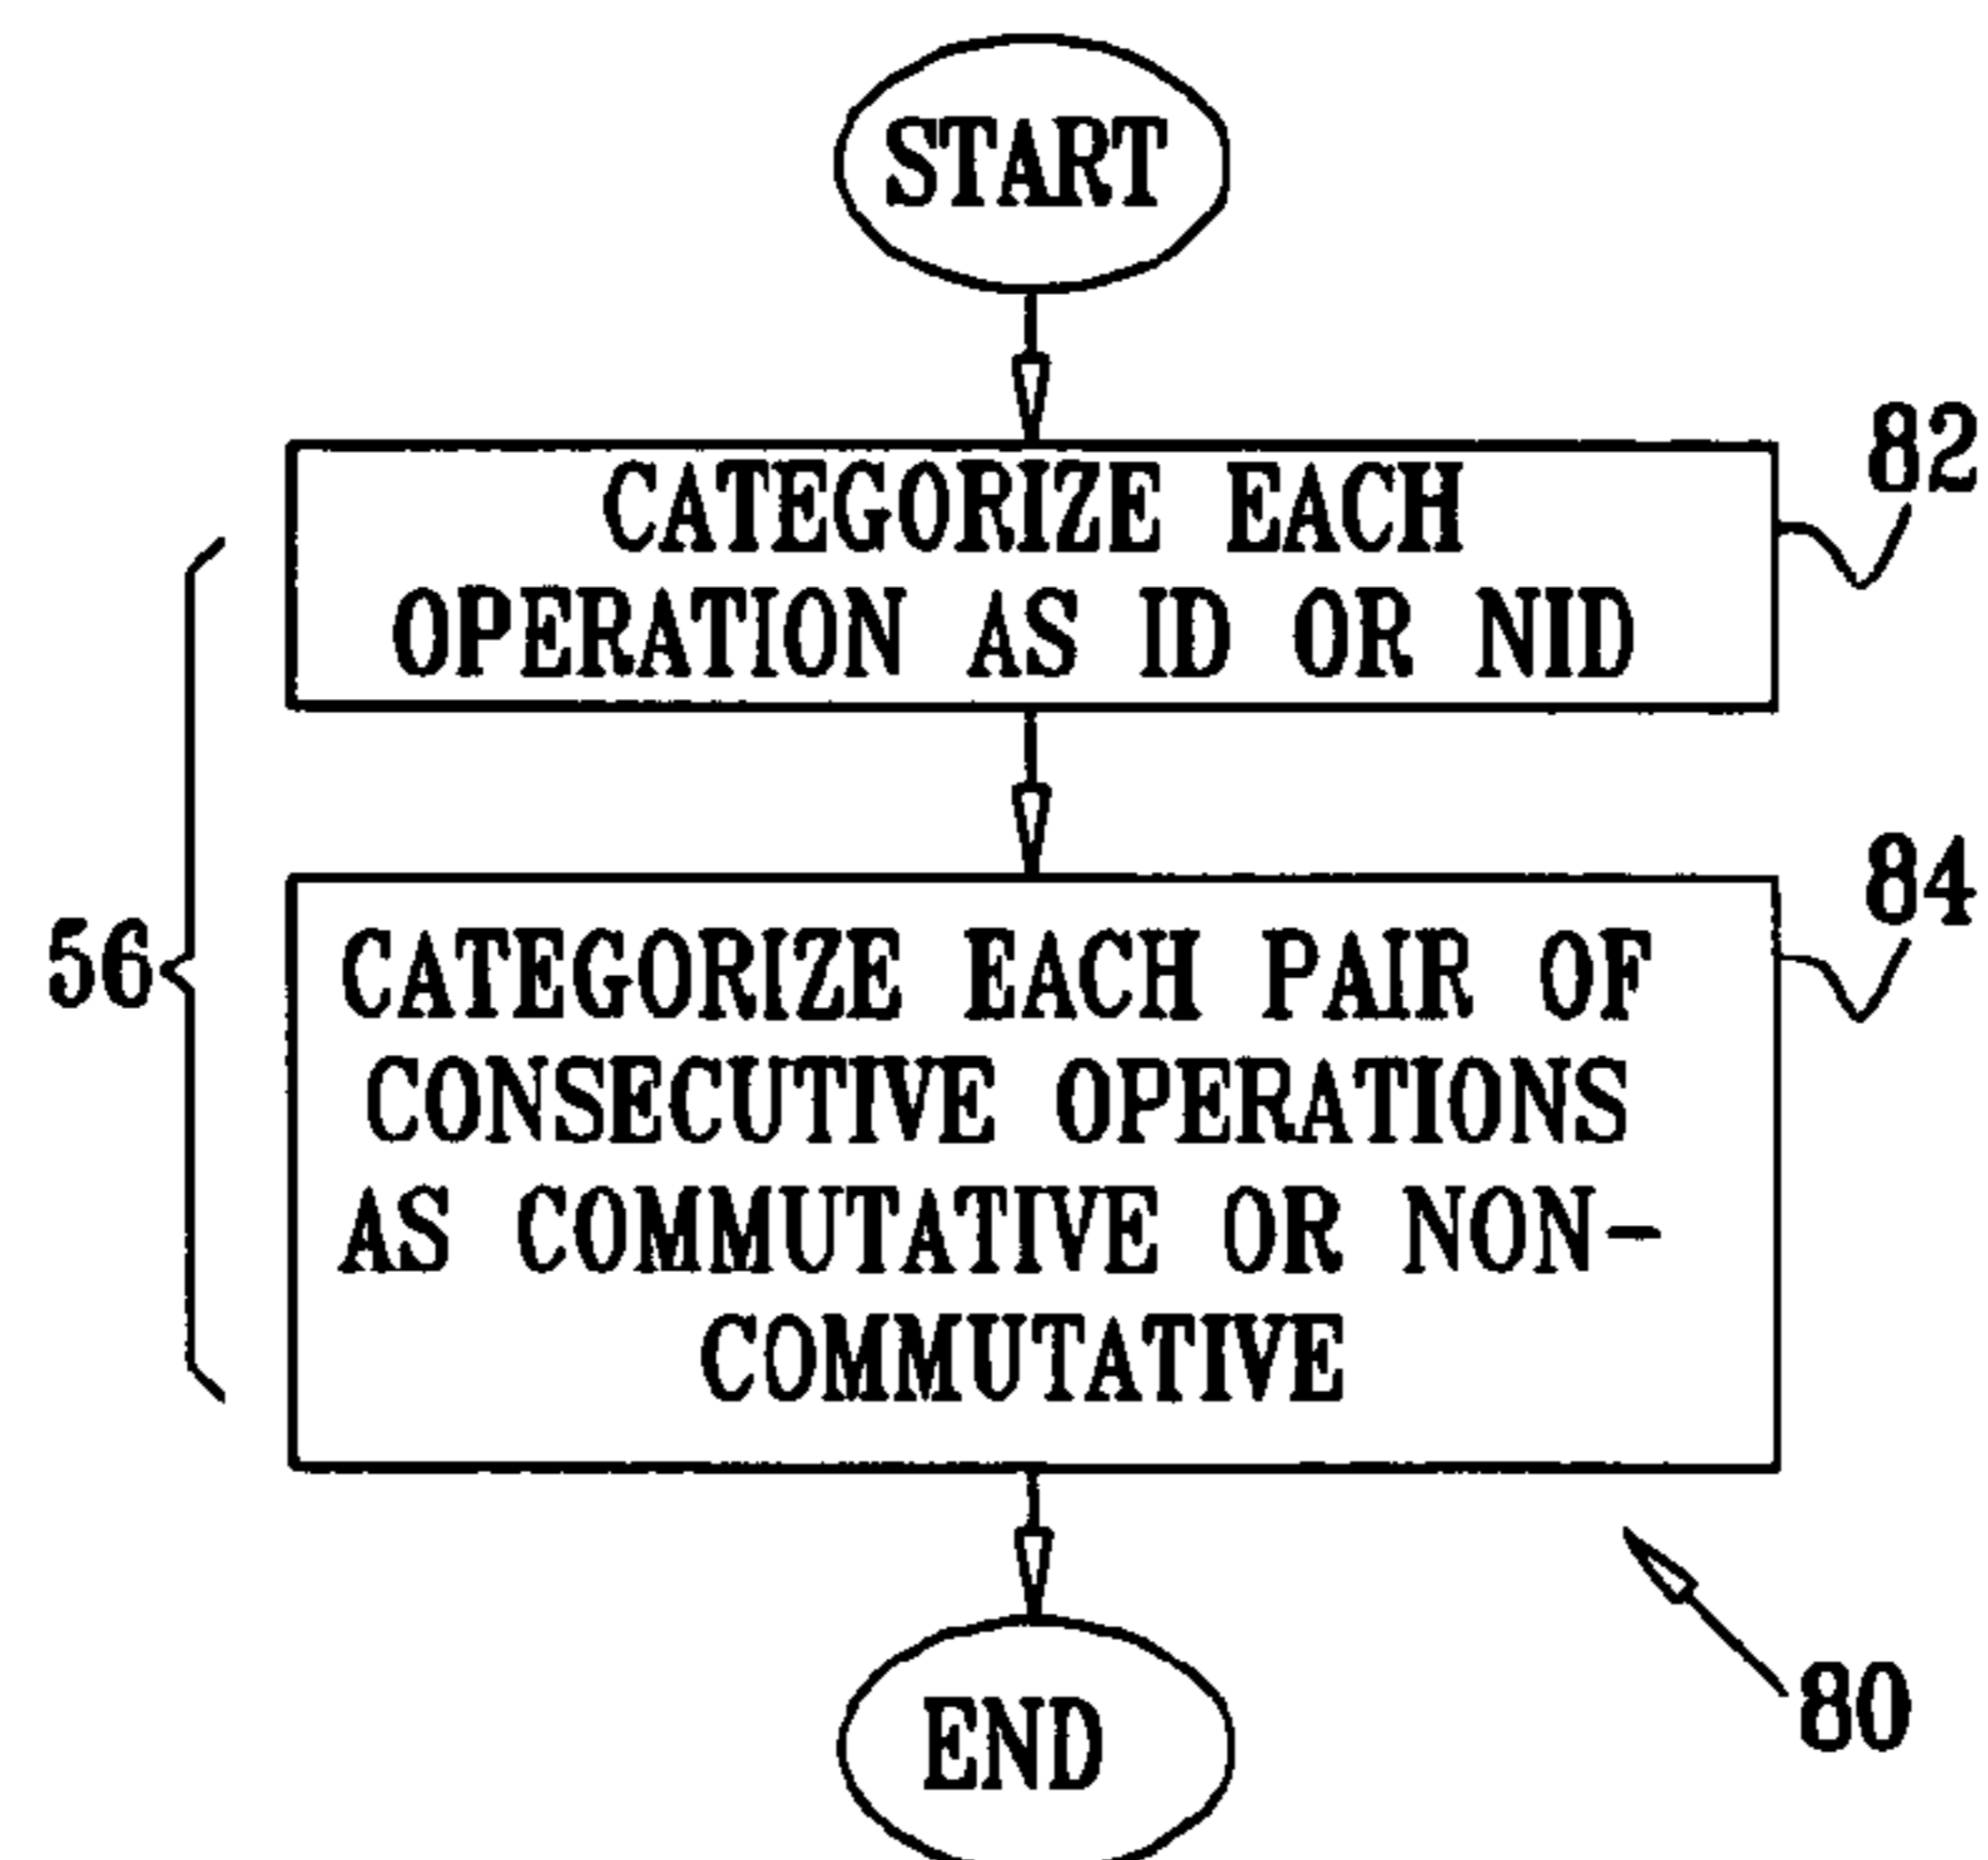 START
82
CATEGORIZE EACH
OPERATION AS ID OR NID
84
56
CATEGORIZE EACH PAIR OF
CONSECUTIVE OPERATIONS
AS COMMUTATIVE OR NON-
COMMUTATIVE
END
80